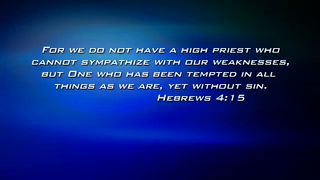 For we do not have a high priest who
cannot sympathize with our weaknesses,
but One who has been tempted in all
things as we are, yet without sin.
Hebrews 4:15